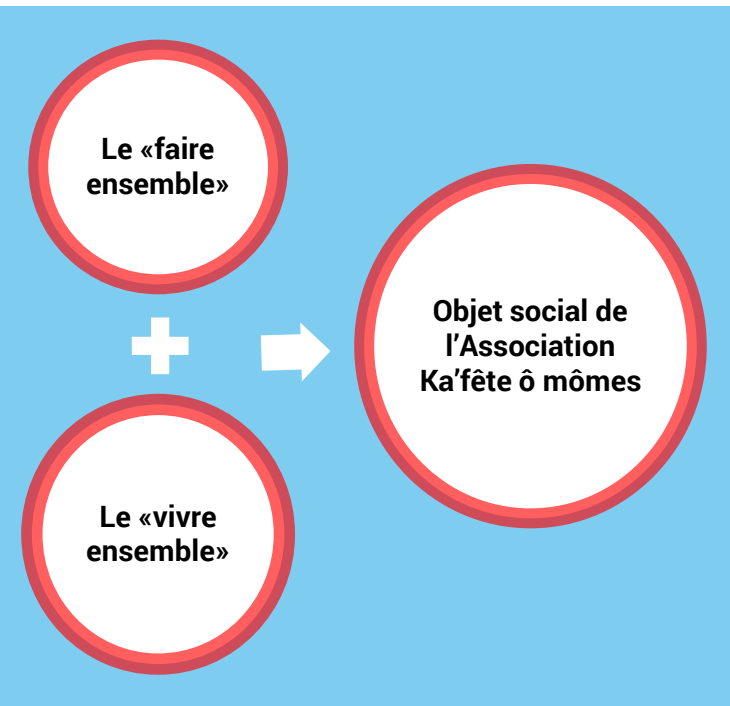 Le «faire
ensemble»
Objet social de
l’Association
Ka’fête ô mômes
Le «vivre
ensemble»